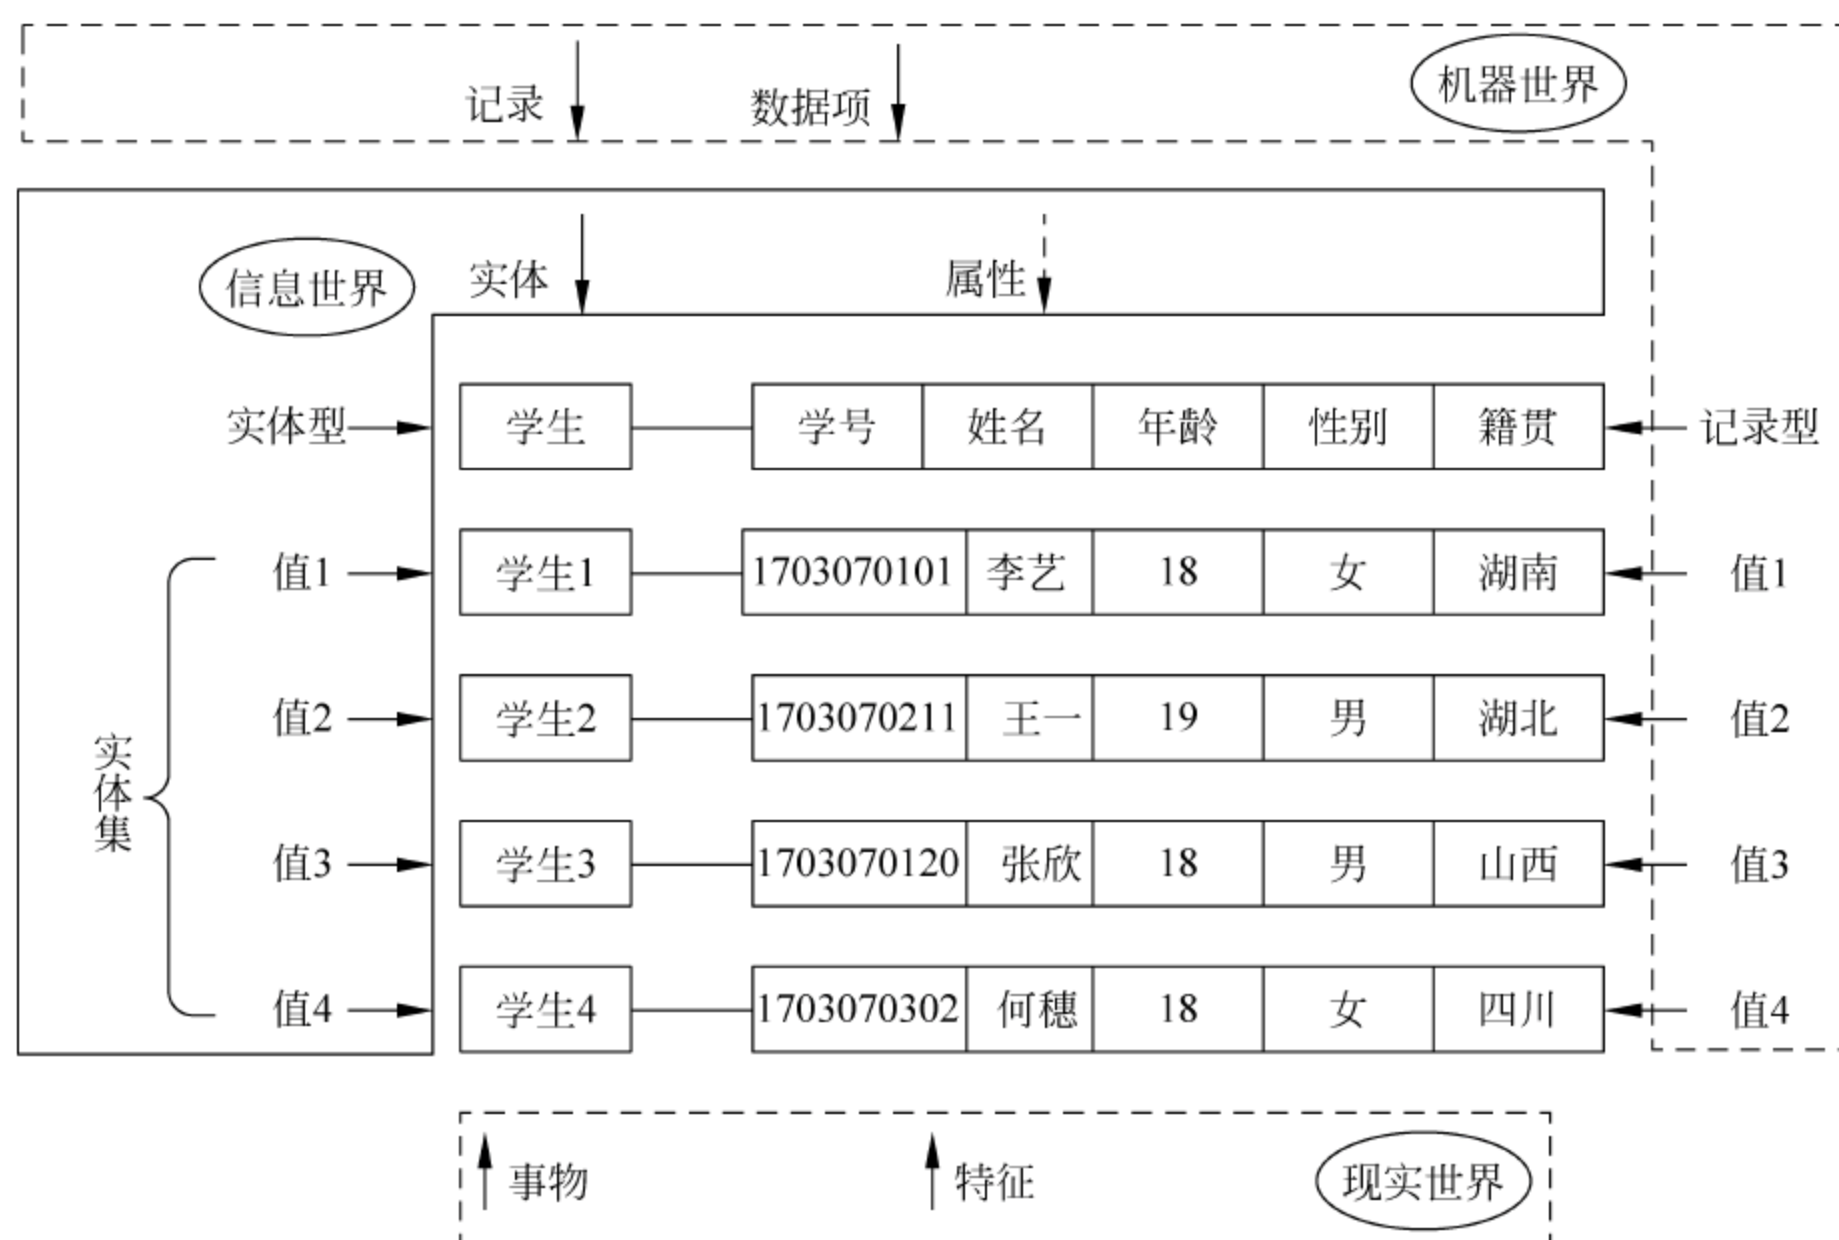 机器世界
记录 数据项
信息世界 实体 属性
实体型 学生 学号 姓名 年龄 性别 籍贯 记录型
值1 学生1 1703070101 李艺 18 女 湖南 值1
值2 学生2 1703070211 王一 19 男 湖北 值2
实体集
值3 学生3 1703070120 张欣 18 男 山西 值3
值4 学生4 1703070302 何穗 18 女 四川 值4
事物 特征 现实世界